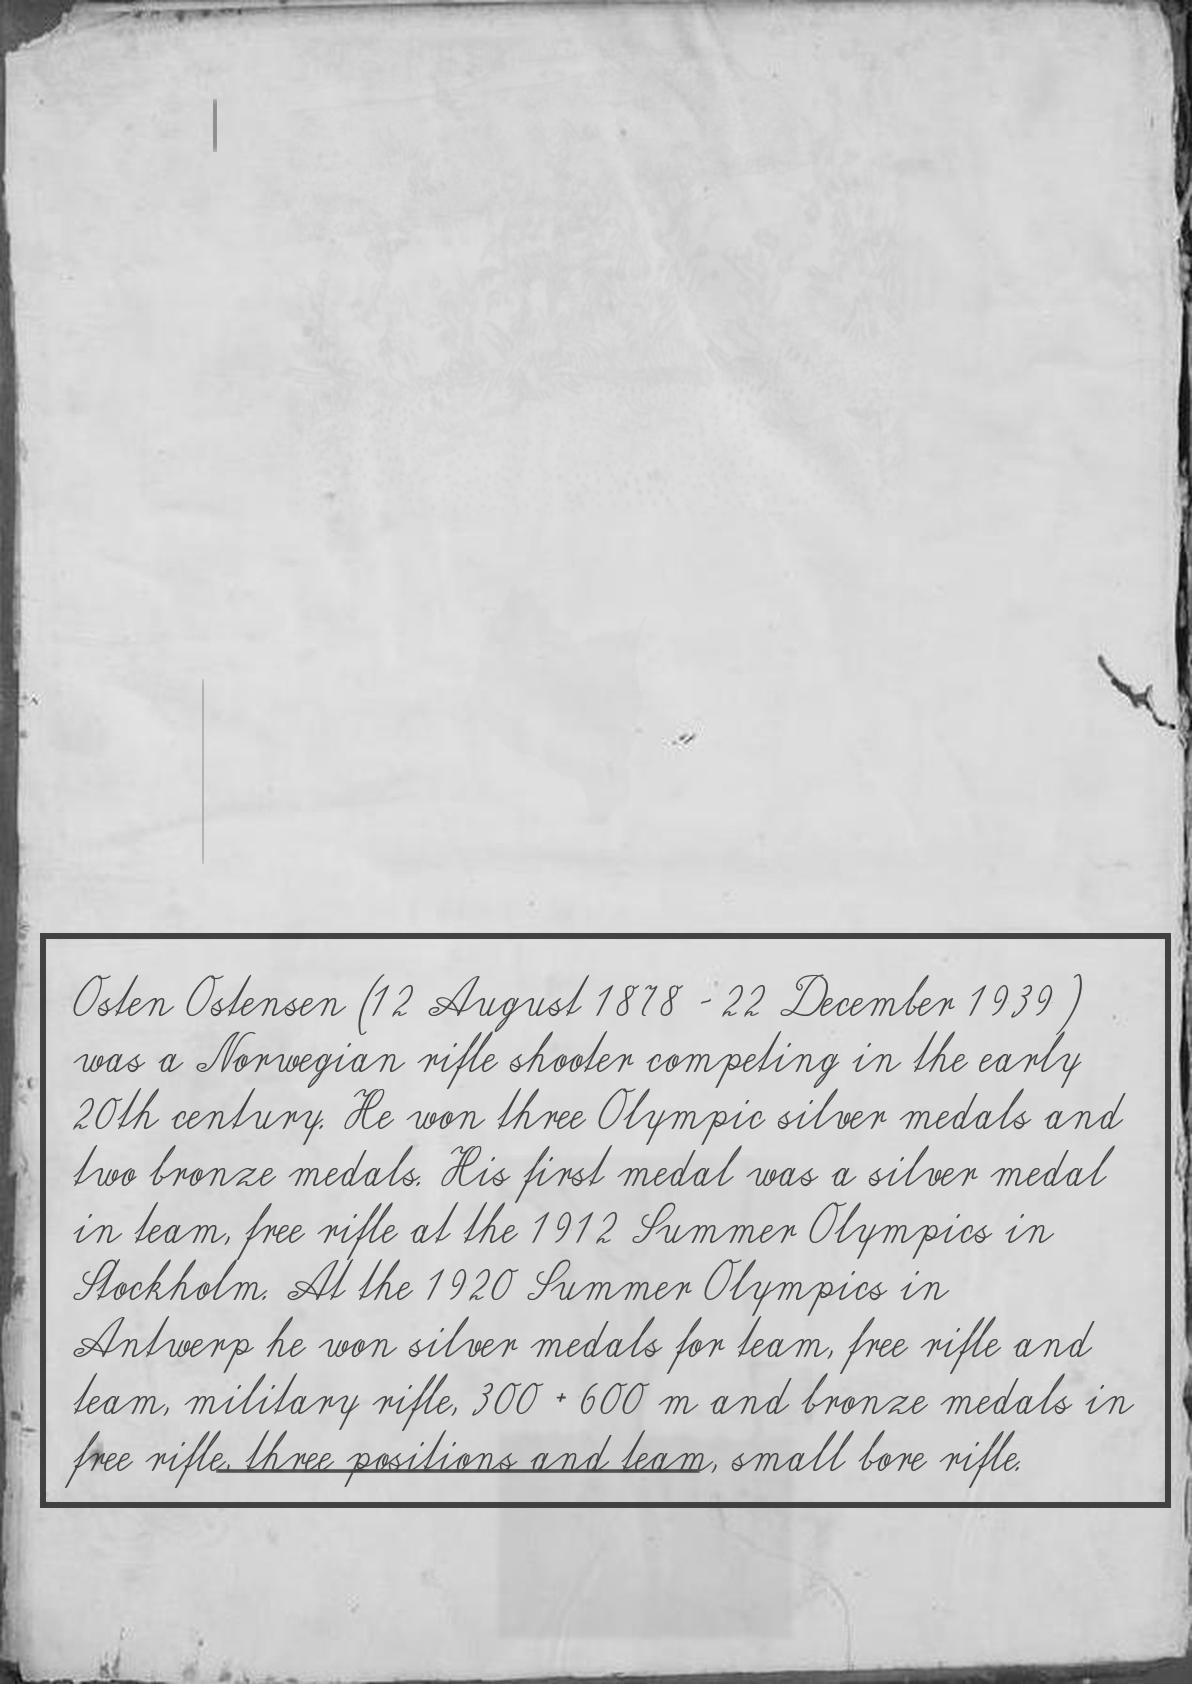 Osten Ostensen (12 August 1878 - 22 December 1939)
was a Norwegian rifle shooter competing in the early
20th century. He won three Olympic silver medals and
two bronze medals. His first medal was a silver medal
in team, free rifle at the 1912 Summer Olympics in
Stockholm. At the 1920 Summer Olympics in
Antwerp he won silver medals for team, free rifle and
team, military rifle, 300 + 600 m and bronze medals in
free rifle, three positions and team, small bore rifle.